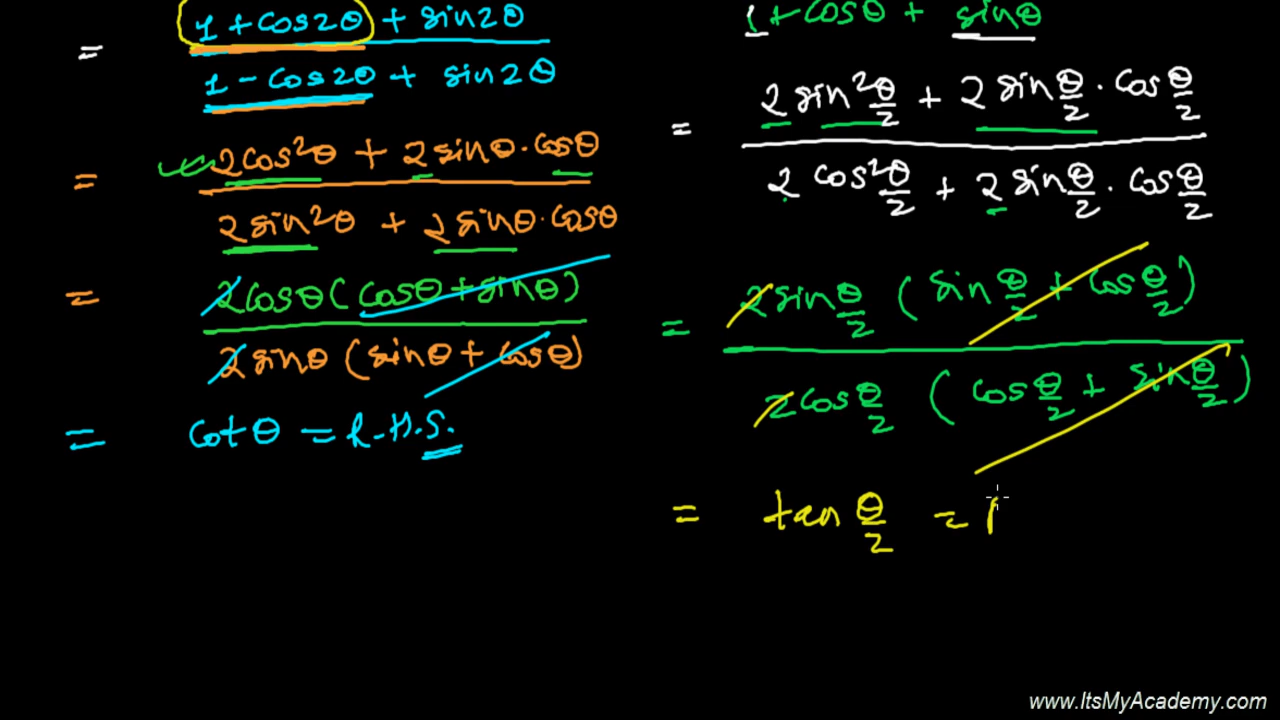 = 1 + cos2θ + sin2θ
1 - cos2θ + sin2θ
= 2cos²θ + 2sinθ·cosθ
2sin²θ + 2sinθ·cosθ
= 2cosθ(cosθ+sinθ)
2sinθ(sinθ+cosθ)
= cotθ = R.H.S.
1+cosθ + sinθ
= 2sin²θ/2 + 2sinθ/2·cosθ/2
2cos²θ/2 + 2sinθ/2·cosθ/2
= 2sinθ/2 (sinθ/2 + cosθ/2)
2cosθ/2 (cosθ/2 + sinθ/2)
= tanθ/2 =
www.ItsMyAcademy.com